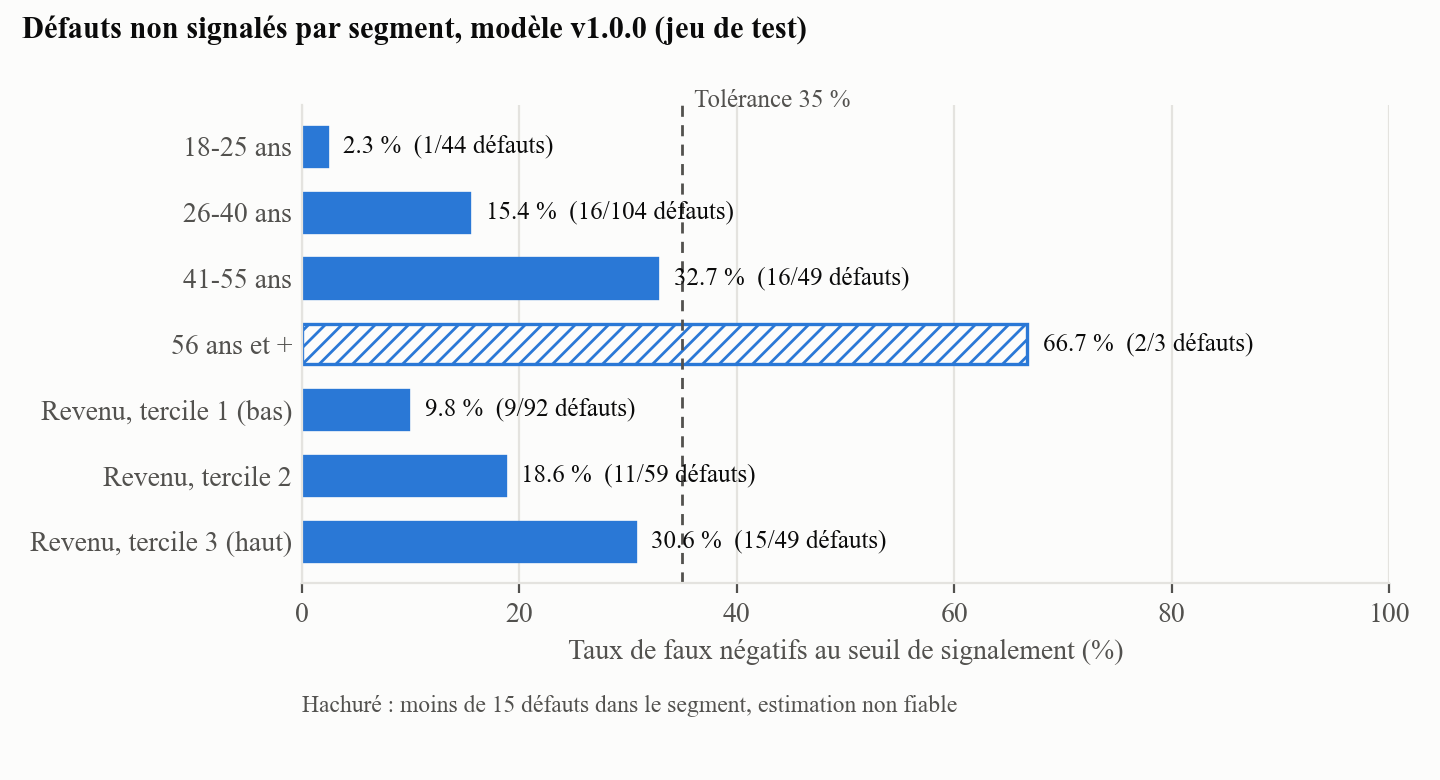 Défauts non signalés par segment, modèle v1.0.0 (jeu de test)
Tolérance 35 %
18-25 ans 2.3 % (1/44 défauts)
26-40 ans 15.4 % (16/104 défauts)
41-55 ans 32.7 % (16/49 défauts)
56 ans et + 66.7 % (2/3 défauts)
Revenu, tercile 1 (bas) 9.8 % (9/92 défauts)
Revenu, tercile 2 18.6 % (11/59 défauts)
Revenu, tercile 3 (haut) 30.6 % (15/49 défauts)
0 20 40 60 80 100
Taux de faux négatifs au seuil de signalement (%)
Hachuré : moins de 15 défauts dans le segment, estimation non fiable